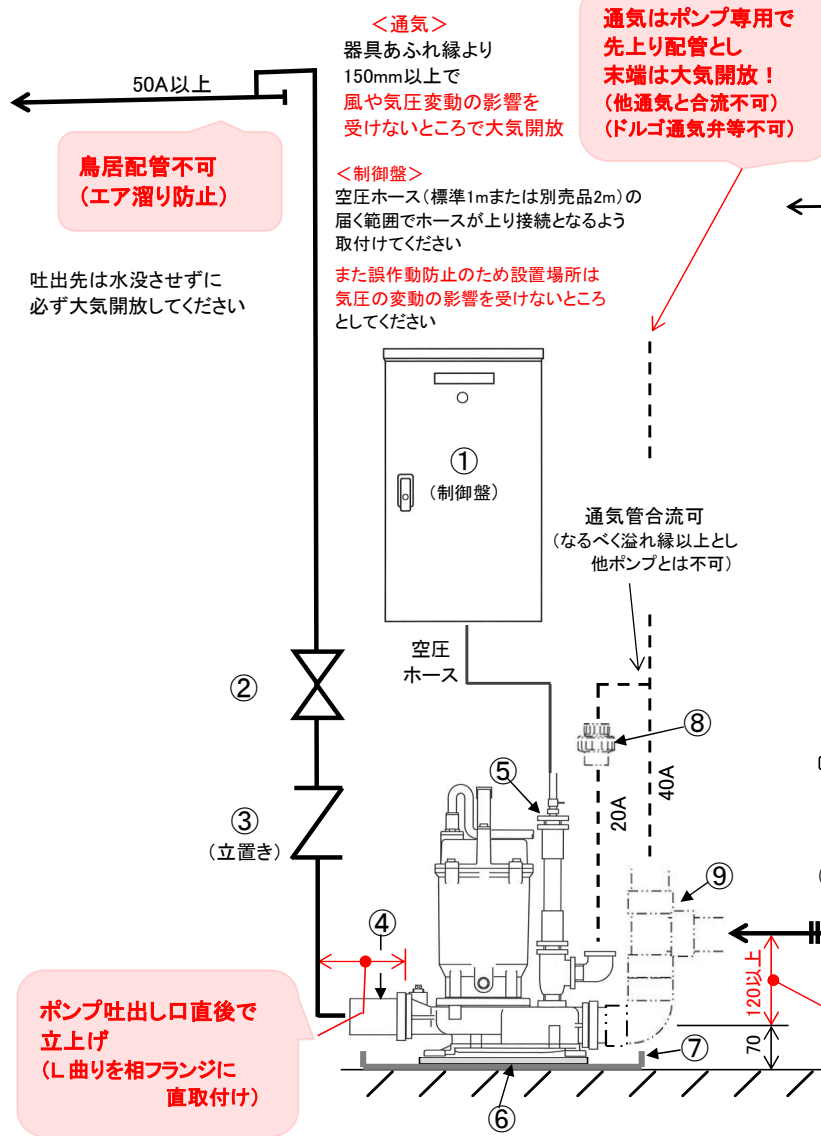 <通気>
器具あふれ縁より
150mm以上で
風や気圧変動の影響を
受けないところで大気開放
通気はポンプ専用で
先上り配管とし
末端は大気開放！
(他通気と合流不可)
(ドルゴ通気弁等不可)
50A以上
鳥居配管不可
(エア溜り防止)
<制御盤>
空圧ホース(標準1mまたは別売品2m)の
届く範囲でホースが上り接続となるよう
取付けてください
また誤作動防止のため設置場所は
気圧の変動の影響を受けないところ
としてください
吐出先は水没させずに
必ず大気開放してください
①
(制御盤)
通気管合流可
(なるべく溢れ縁以上とし
他ポンプとは不可)
空圧
ホース
②
⑧
⑤
20A
40A
③
(立置き)
⑨
④
120以上
70
ポンプ吐出し口直後で
立上げ
(L曲りを相フランジに
直取付け)
⑦
⑥